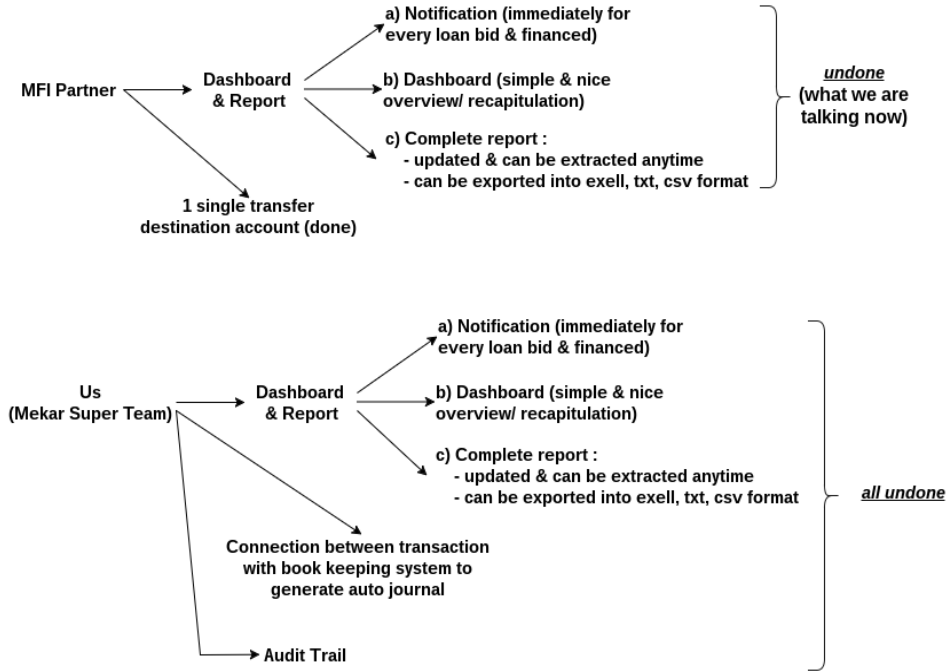 a) Notification (immediately for
every loan bid & financed)
MFI Partner
Dashboard
& Report
b) Dashboard (simple & nice
overview/ recapitulation)
c) Complete report :
- updated & can be extracted anytime
- can be exported into exell, txt, csv format
undone
(what we are
talking now)
1 single transfer
destination account (done)
a) Notification (immediately for
every loan bid & financed)
Us
(Mekar Super Team)
Dashboard
& Report
b) Dashboard (simple & nice
overview/ recapitulation)
c) Complete report :
- updated & can be extracted anytime
- can be exported into exell, txt, csv format
all undone
Connection between transaction
with book keeping system to
generate auto journal
Audit Trail